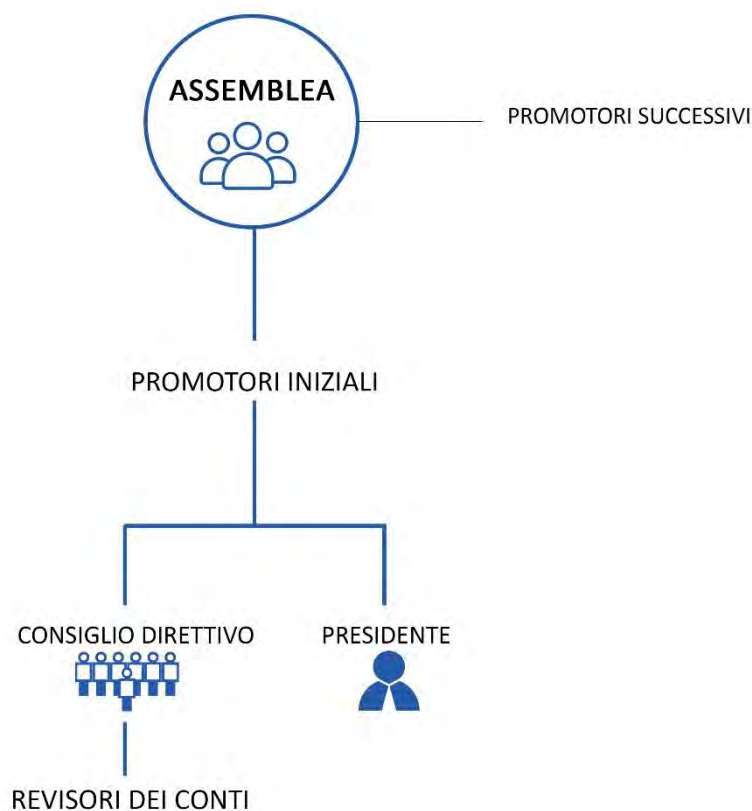 ASSEMBLEA
PROMOTORI SUCCESSIVI
PROMOTORI INIZIALI
CONSIGLIO DIRETTIVO
PRESIDENTE
REVISORI DEI CONTI